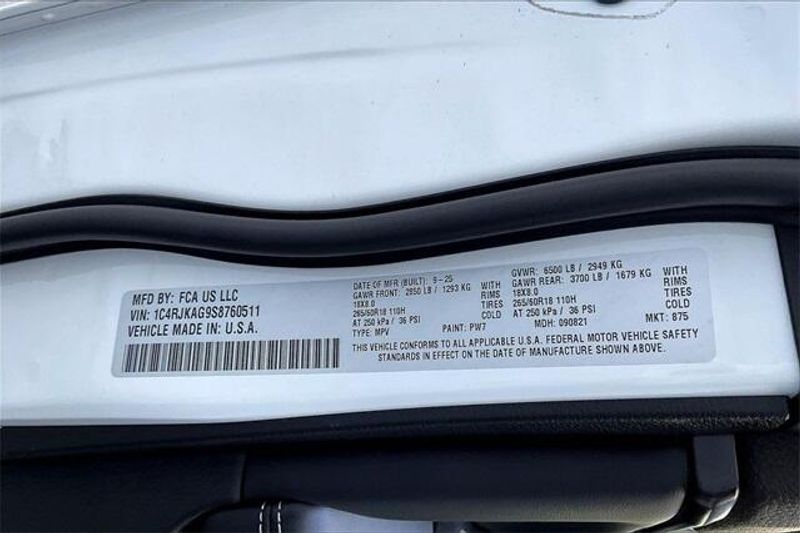 MFD BY: FCA US LLC
VIN: 1C4RJKAG9S8760511
VEHICLE MADE IN U.S.A.
DATE OF MFR (BUILT): 9-25
GAWR FRONT: 2850 LB / 1293 KG WITH
18X8.0 RIMS
265/60R18 110H TIRES
AT 250 kPa / 36 PSI COLD
TYPE: MPV PAINT: PW7
GVWR: 6500 LB / 2949 KG
GAWR REAR: 3700 LB / 1679 KG WITH
18X8.0 RIMS
265/60R18 110H TIRES
AT 250 kPa / 36 PSI COLD
MDH: 090821 MKT: 875
THIS VEHICLE CONFORMS TO ALL APPLICABLE U.S.A. FEDERAL MOTOR VEHICLE SAFETY
STANDARDS IN EFFECT ON THE DATE OF MANUFACTURE SHOWN ABOVE.